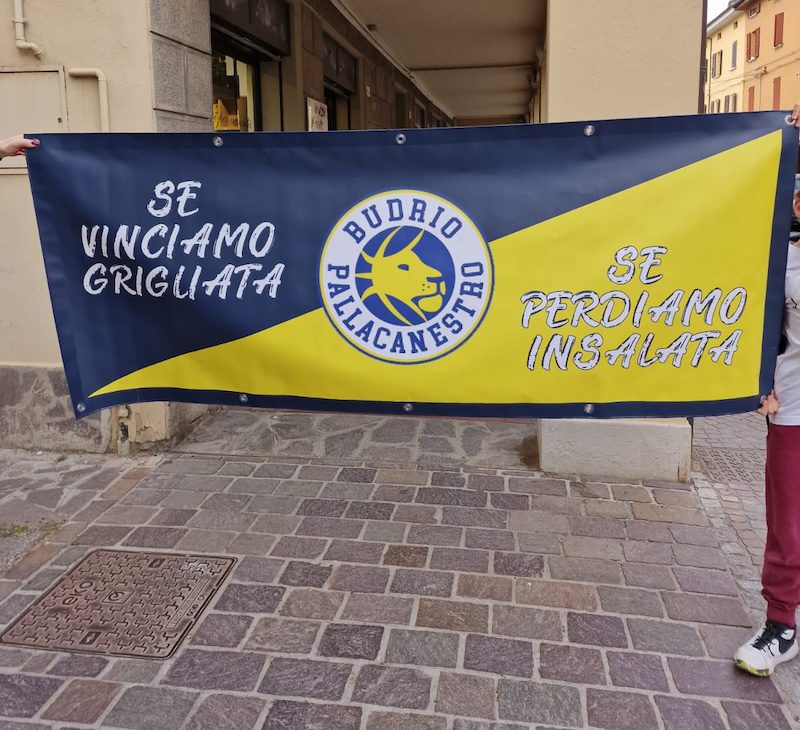 SE
VINCIAMO
GRIGLIATA
BUDRIO
PALLACANESTRO
SE
PERDIAMO
INSALATA